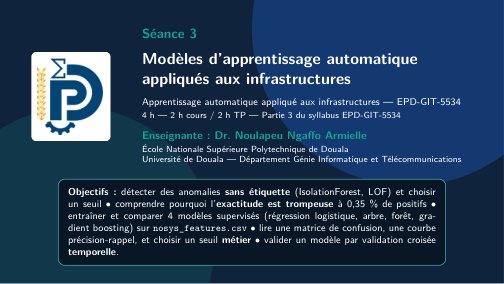 Séance 3
Modèles d'apprentissage automatique
appliqués aux infrastructures
Apprentissage automatique appliqué aux infrastructures — EPD-GIT-5534
4 h — 2 h cours / 2 h TP — Partie 3 du syllabus EPD-GIT-5534
Enseignante : Dr. Noulapeu Ngaffo Armielle
École Nationale Supérieure Polytechnique de Douala
Université de Douala — Département Génie Informatique et Télécommunications
Objectifs : détecter des anomalies sans étiquette (IsolationForest, LOF) et choisir
un seuil • comprendre pourquoi l'exactitude est trompeuse à 0,35 % de positifs •
entraîner et comparer 4 modèles supervisés (régression logistique, arbre, forêt, gra-
dient boosting) sur nosys_features.csv • lire une matrice de confusion, une courbe
précision-rappel, et choisir un seuil métier • valider un modèle par validation croisée
temporelle.